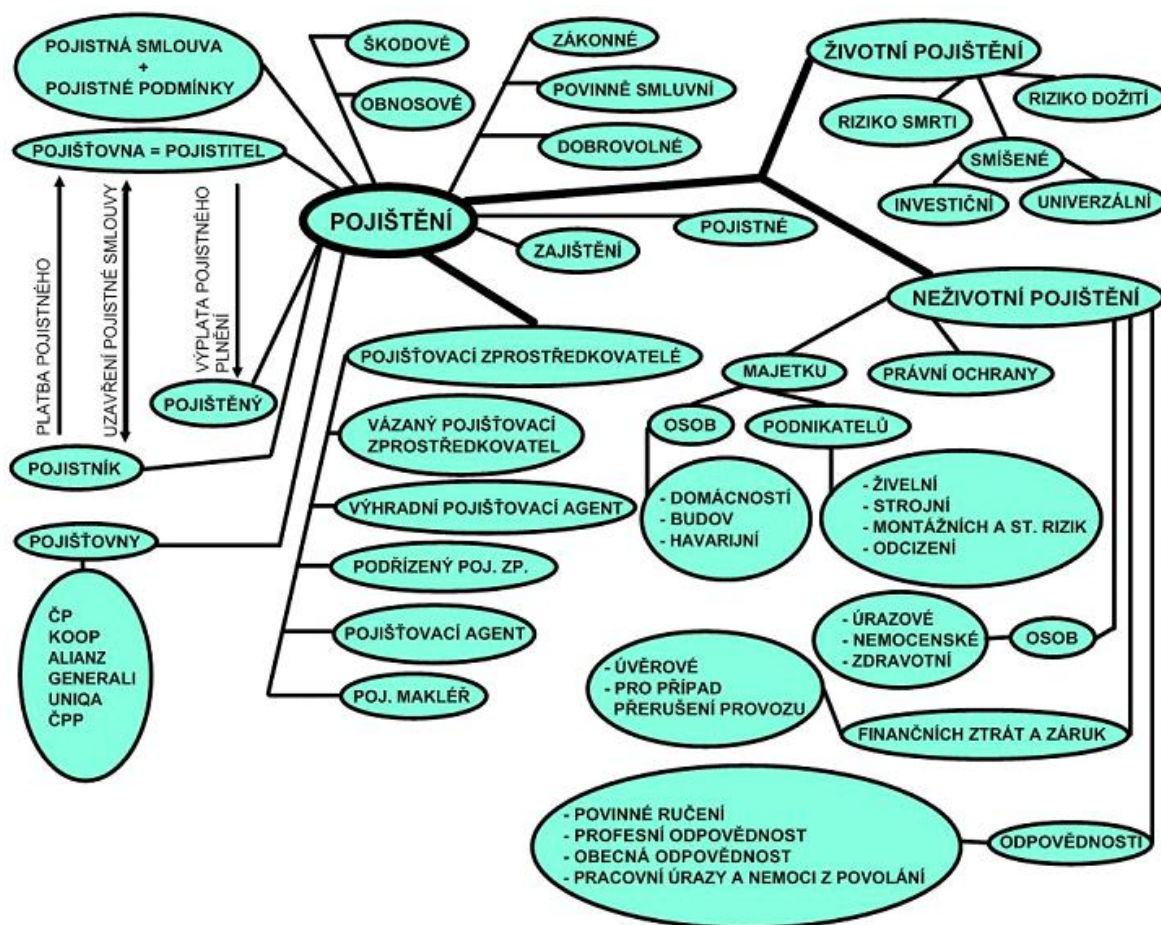 POJISTNÁ SMLOUVA
+
POJISTNÉ PODMÍNKY
POJIŠŤOVNA = POJISTITEL
PLATBA POJISTNÉHO
UZAVŘENÍ POJISTNÉ SMLOUVY
VÝPLATA POJISTNÉHO
PLNĚNÍ
POJIŠTĚNÝ
POJISTNÍK
POJIŠŤOVNY
ČP
KOOP
ALIANZ
GENERALI
UNIQA
ČPP
ŠKODOVÉ
OBNOSOVÉ
ZÁKONNÉ
POVINNĚ SMLUVNÍ
DOBROVOLNÉ
POJIŠTĚNÍ
POJISTNÉ
ZAJIŠTĚNÍ
POJIŠŤOVACÍ ZPROSTŘEDKOVATELÉ
VÁZANÝ POJIŠŤOVACÍ
ZPROSTŘEDKOVATEL
VÝHRADNÍ POJIŠŤOVACÍ AGENT
PODŘÍZENÝ POJ. ZP.
POJIŠŤOVACÍ AGENT
POJ. MAKLÉŘ
ŽIVOTNÍ POJIŠTĚNÍ
RIZIKO SMRTI
RIZIKO DOŽITÍ
SMÍŠENÉ
INVESTIČNÍ
UNIVERZÁLNÍ
NEŽIVOTNÍ POJIŠTĚNÍ
MAJETKU
PRÁVNÍ OCHRANY
OSOB
PODNIKATELŮ
- DOMÁCNOSTÍ
- BUDOV
- HAVARIJNÍ
- ŽIVELNÍ
- STROJNÍ
- MONTÁŽNÍCH A ST. RIZIK
- ODCIZENÍ
- ÚRAZOVÉ
- NEMOCENSKÉ
- ZDRAVOTNÍ
OSOB
- ÚVĚROVÉ
- PRO PŘÍPAD
PŘERUŠENÍ PROVOZU
FINANČNÍCH ZTRÁT A ZÁRUK
- POVINNÉ RUČENÍ
- PROFESNÍ ODPOVĚDNOST
- OBECNÁ ODPOVĚDNOST
- PRACOVNÍ ÚRAZY A NEMOCI Z POVOLÁNÍ
ODPOVĚDNOSTI